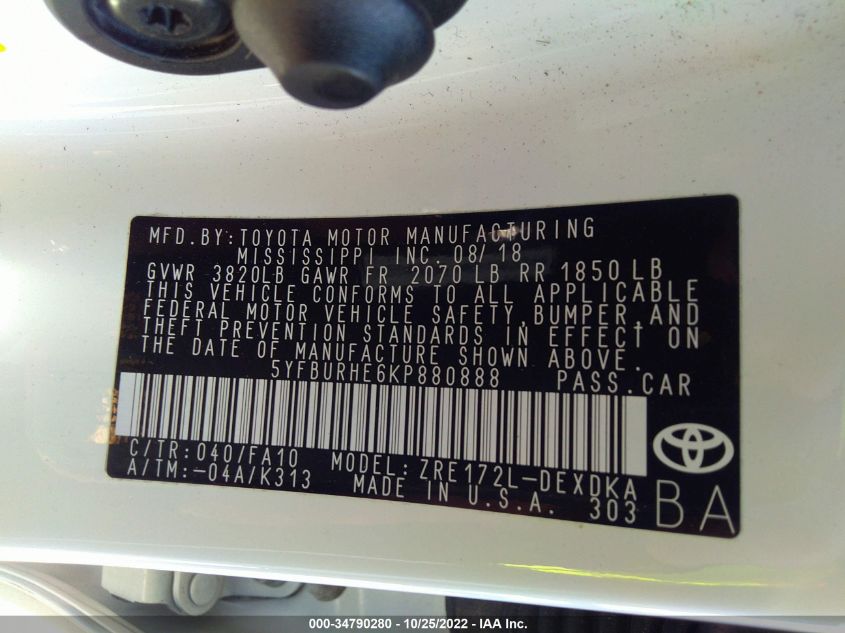 MFD. BY: TOYOTA MOTOR MANUFACTURING
MISSISSIPPI INC. 08/18
GVWR 3820LB GAWR FR 2070 LB RR 1850 LB
THIS VEHICLE CONFORMS TO ALL APPLICABLE
FEDERAL MOTOR VEHICLE SAFETY, BUMPER, AND
THEFT PREVENTION STANDARDS IN EFFECT ON
THE DATE OF MANUFACTURE SHOWN ABOVE.
5YFBURHE6KP880888 PASS. CAR
C/TR: 040/FA10 MODEL: ZRE172L-DEXDKA
A/TM: -04A/K313 MADE IN U.S.A. 303
BA
000-34790280 - 10/25/2022 - IAA Inc.